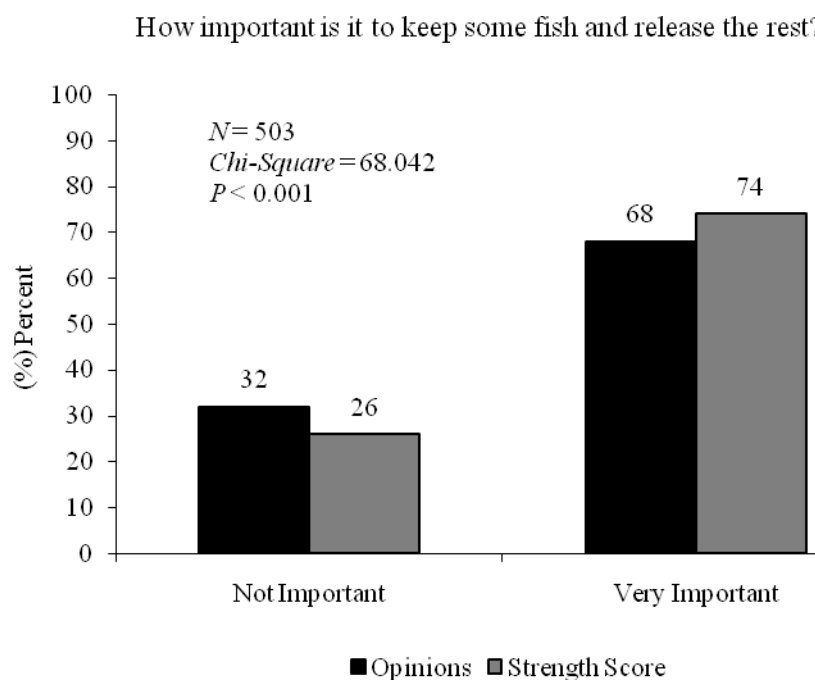 How important is it to keep some fish and release the rest?
100
90
80
70
60
50
40
30
20
10
0
(%) Percent
N = 503
Chi-Square = 68.042
P < 0.001
32
26
68
74
Not Important
Very Important
Opinions
Strength Score